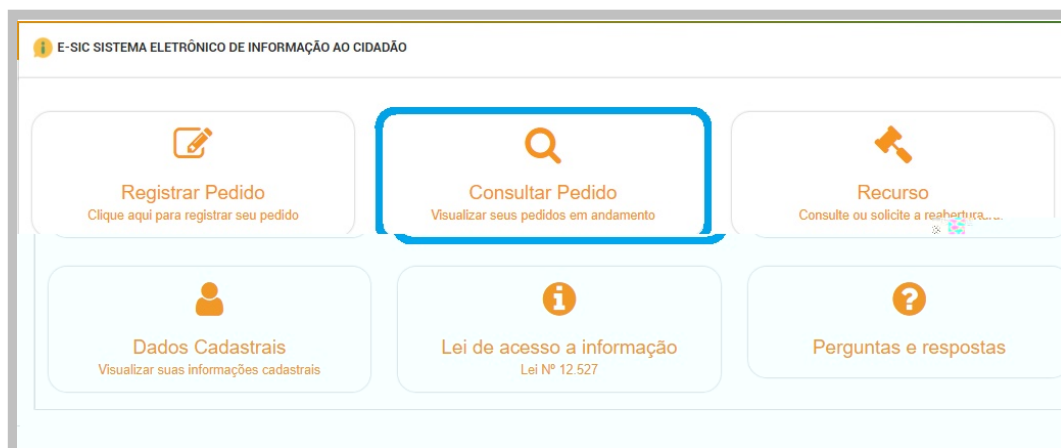 E-SIC SISTEMA ELETRÔNICO DE INFORMAÇÃO AO CIDADÃO
Registrar Pedido
Clique aqui para registrar seu pedido
Consultar Pedido
Visualizar seus pedidos em andamento
Recurso
Consulte ou solicite a reabertura
Dados Cadastrais
Visualizar suas informações cadastrais
Lei de acesso a informação
Lei Nº 12.527
Perguntas e respostas